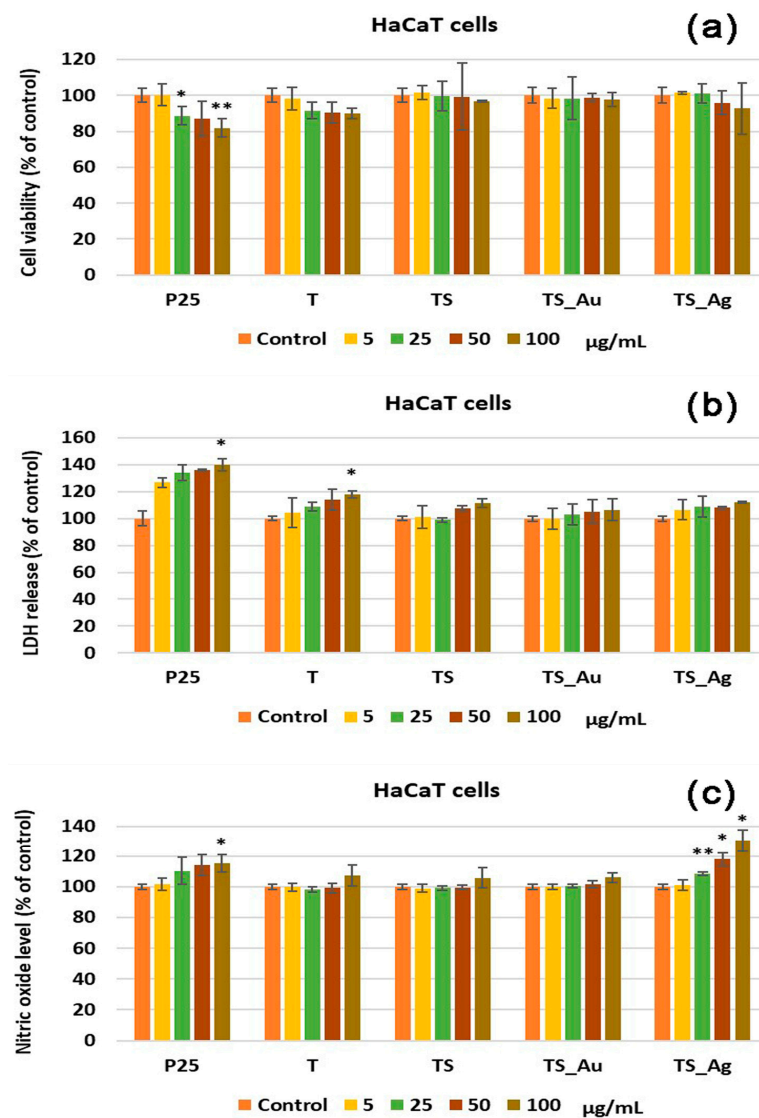 HaCaT cells
(a)
Cell viability (% of control)
120
100
80
60
40
20
0
* **
P25 T TS TS_Au TS_Ag
Control 5 25 50 100 µg/mL
HaCaT cells
(b)
LDH release (% of control)
160
140
120
100
80
60
40
20
0
* *
P25 T TS TS_Au TS_Ag
Control 5 25 50 100 µg/mL
HaCaT cells
(c)
Nitric oxide level (% of control)
140
120
100
80
60
40
20
0
* ** * *
P25 T TS TS_Au TS_Ag
Control 5 25 50 100 µg/mL